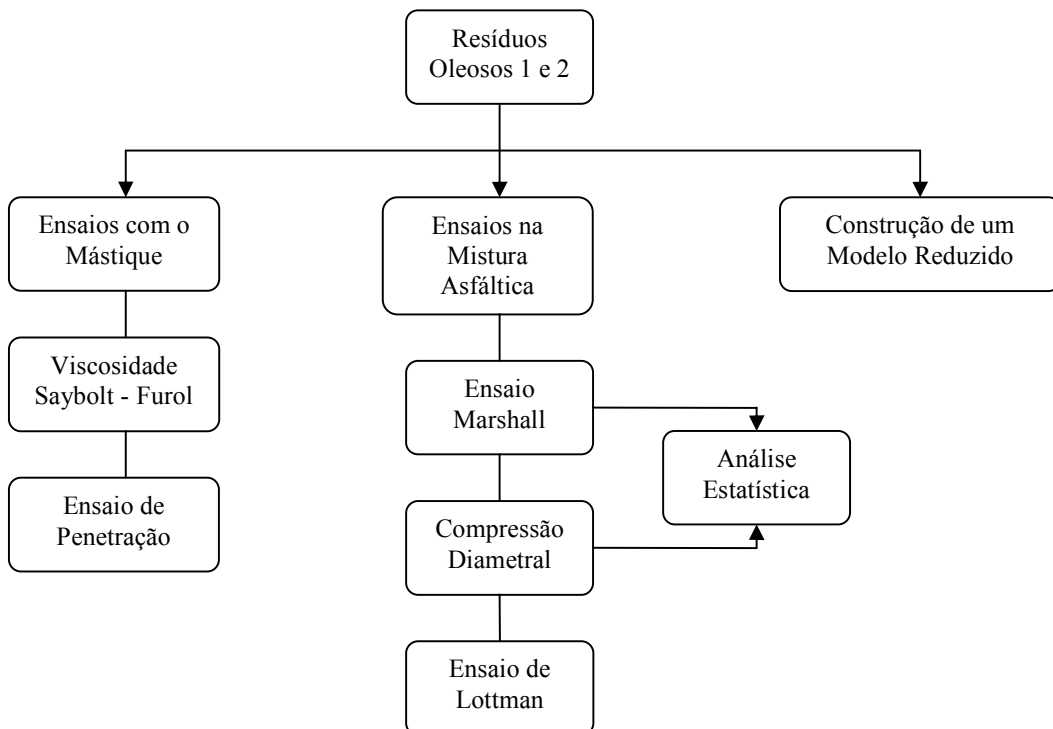 Resíduos
Oleosos 1 e 2
Ensaios com o
Mástique
Viscosidade
Saybolt - Furol
Ensaio de
Penetração
Ensaios na
Mistura
Asfáltica
Ensaio
Marshall
Compressão
Diametral
Ensaio de
Lottman
Análise
Estatística
Construção de um
Modelo Reduzido